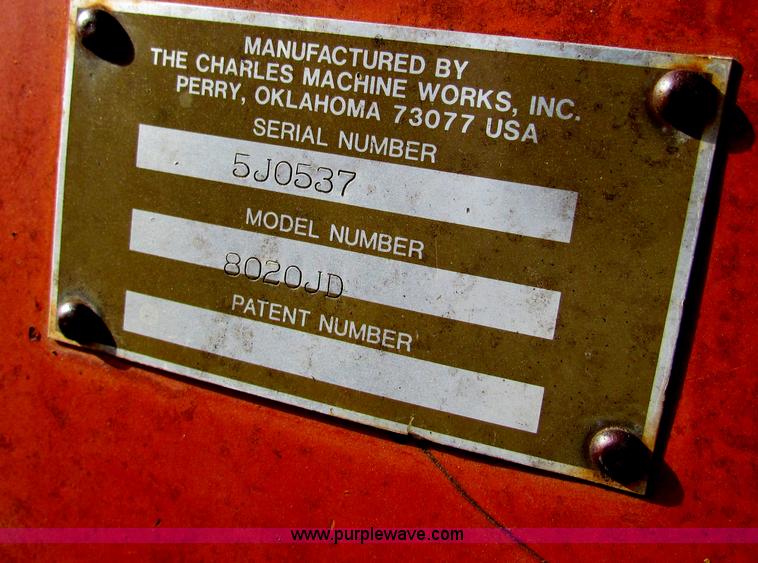 MANUFACTURED BY
THE CHARLES MACHINE WORKS, INC.
PERRY, OKLAHOMA 73077 USA
SERIAL NUMBER
5J0537
MODEL NUMBER
8020JD
PATENT NUMBER
www.purplewave.com